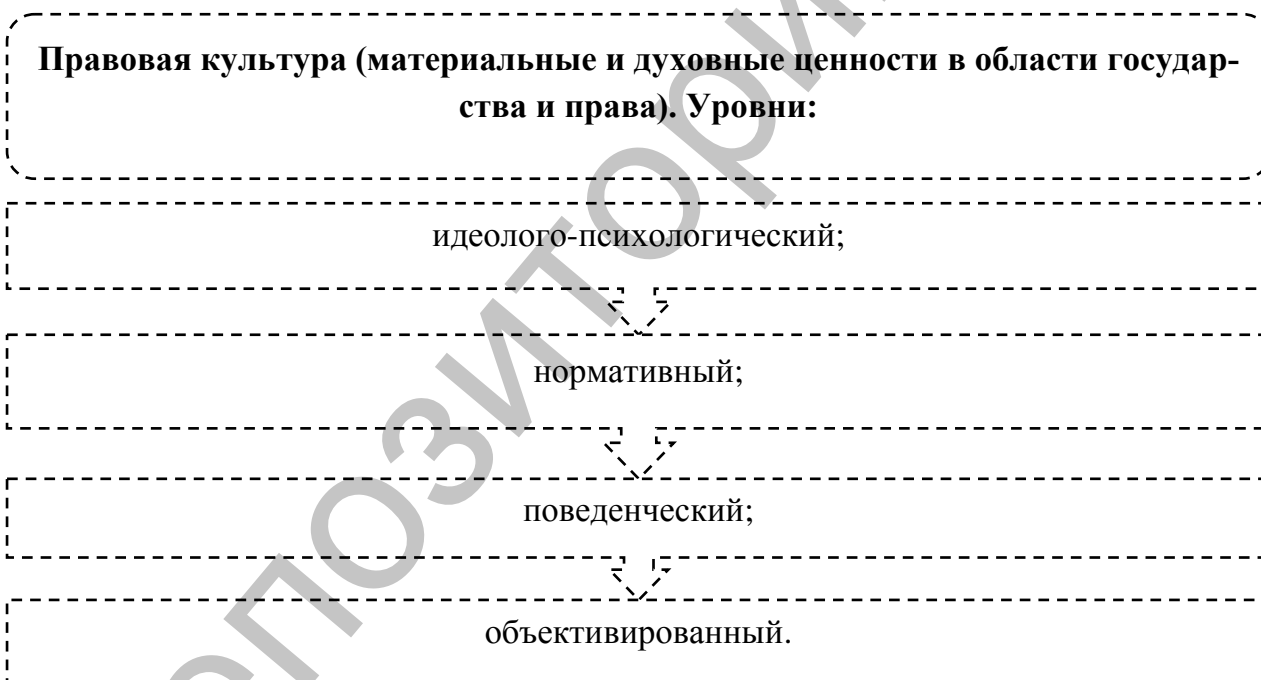 Правовая культура (материальные и духовные ценности в области государ-
ства и права). Уровни:
идеолого-психологический;
нормативный;
поведенческий;
объективированный.